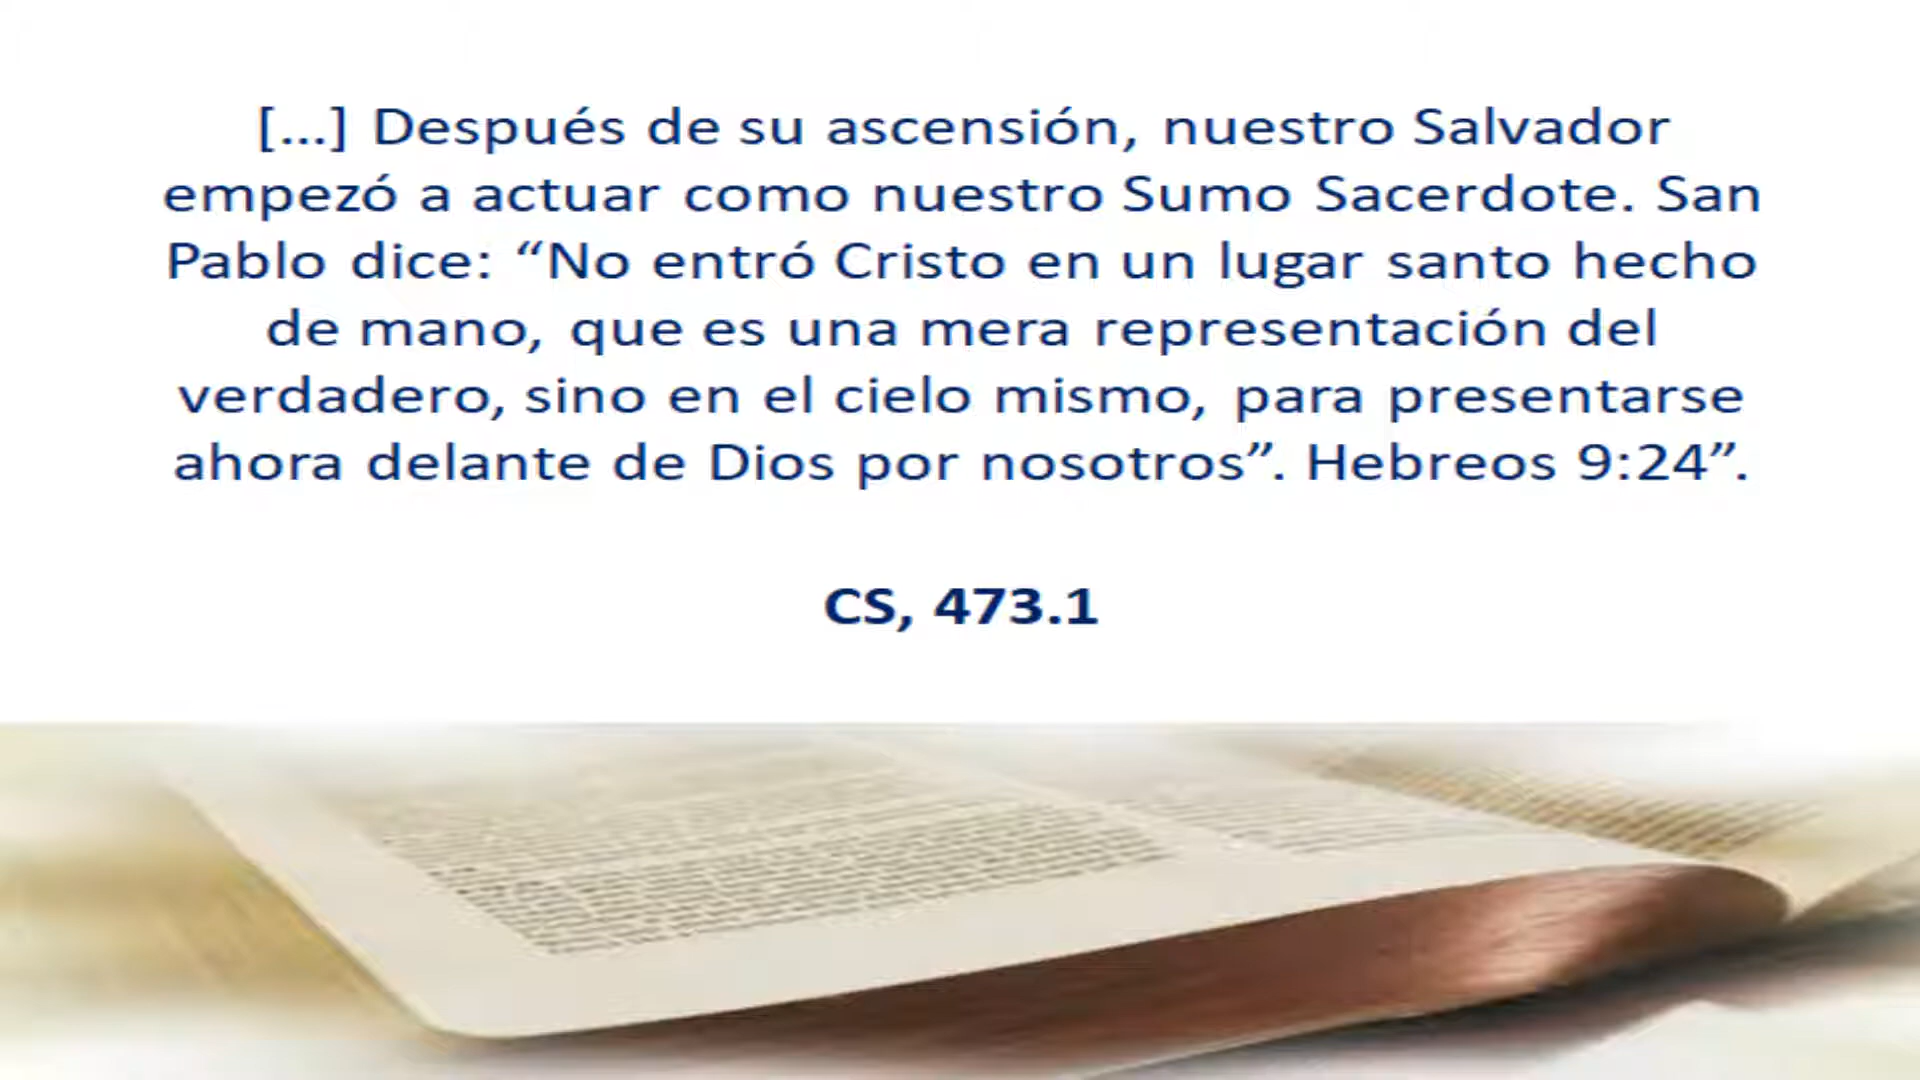 [...] Después de su ascensión, nuestro Salvador
empezó a actuar como nuestro Sumo Sacerdote. San
Pablo dice: “No entró Cristo en un lugar santo hecho
de mano, que es una mera representación del
verdadero, sino en el cielo mismo, para presentarse
ahora delante de Dios por nosotros”. Hebreos 9:24”.
CS, 473.1